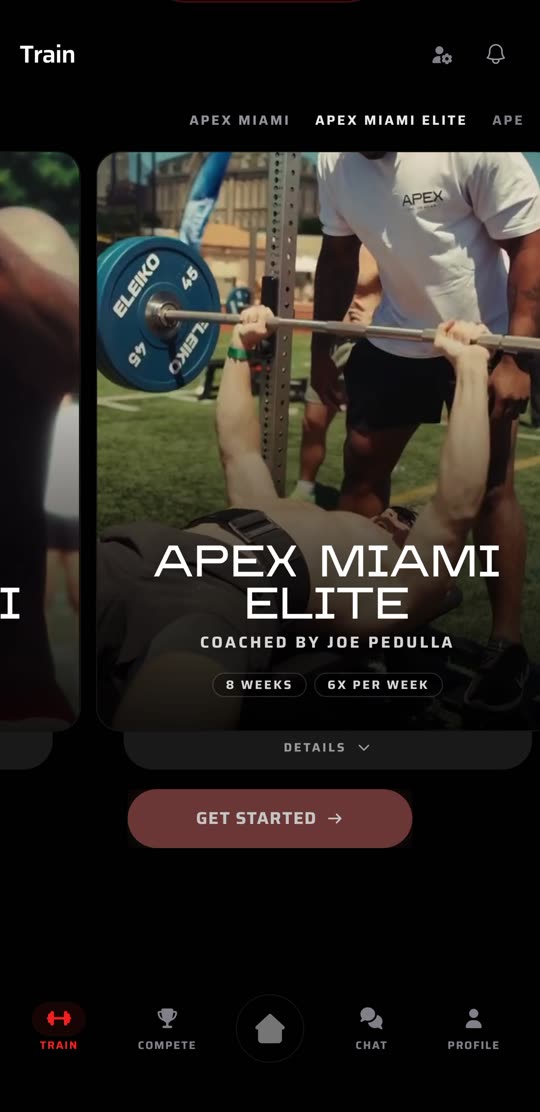 Train
APEX MIAMI APEX MIAMI ELITE APE
APEX
ELEIKO 45
45 ELEIKO
I
APEX MIAMI
ELITE
COACHED BY JOE PEDULLA
8 WEEKS 6X PER WEEK
DETAILS
GET STARTED →
TRAIN COMPETE CHAT PROFILE